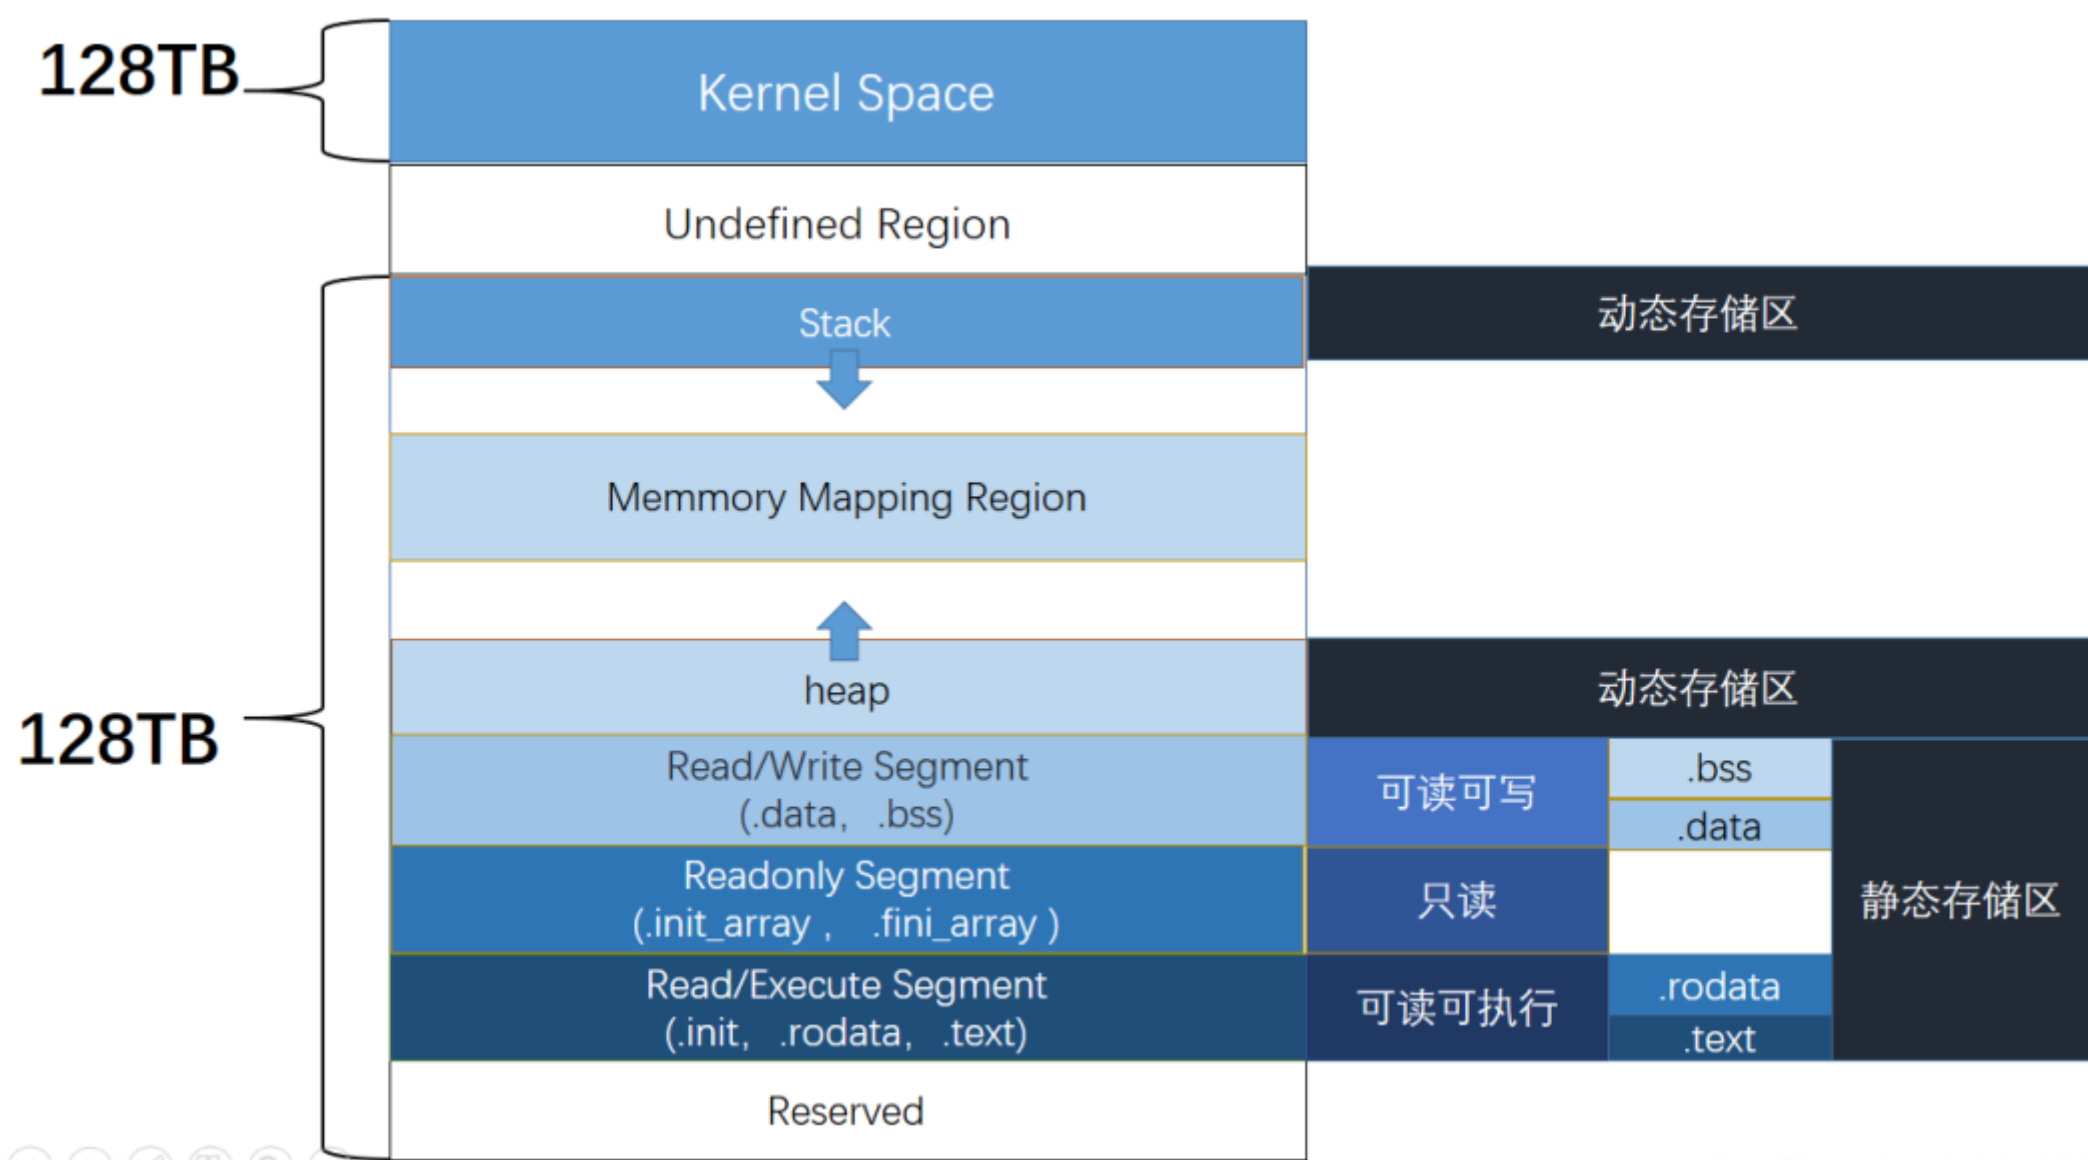 128TB
Kernel Space
Undefined Region
Stack
动态存储区
Memmory Mapping Region
heap
动态存储区
128TB
Read/Write Segment
(.data, .bss)
可读可写
.bss
.data
Readonly Segment
(.init_array , .fini_array )
只读
静态存储区
Read/Execute Segment
(.init, .rodata, .text)
可读可执行
.rodata
.text
Reserved